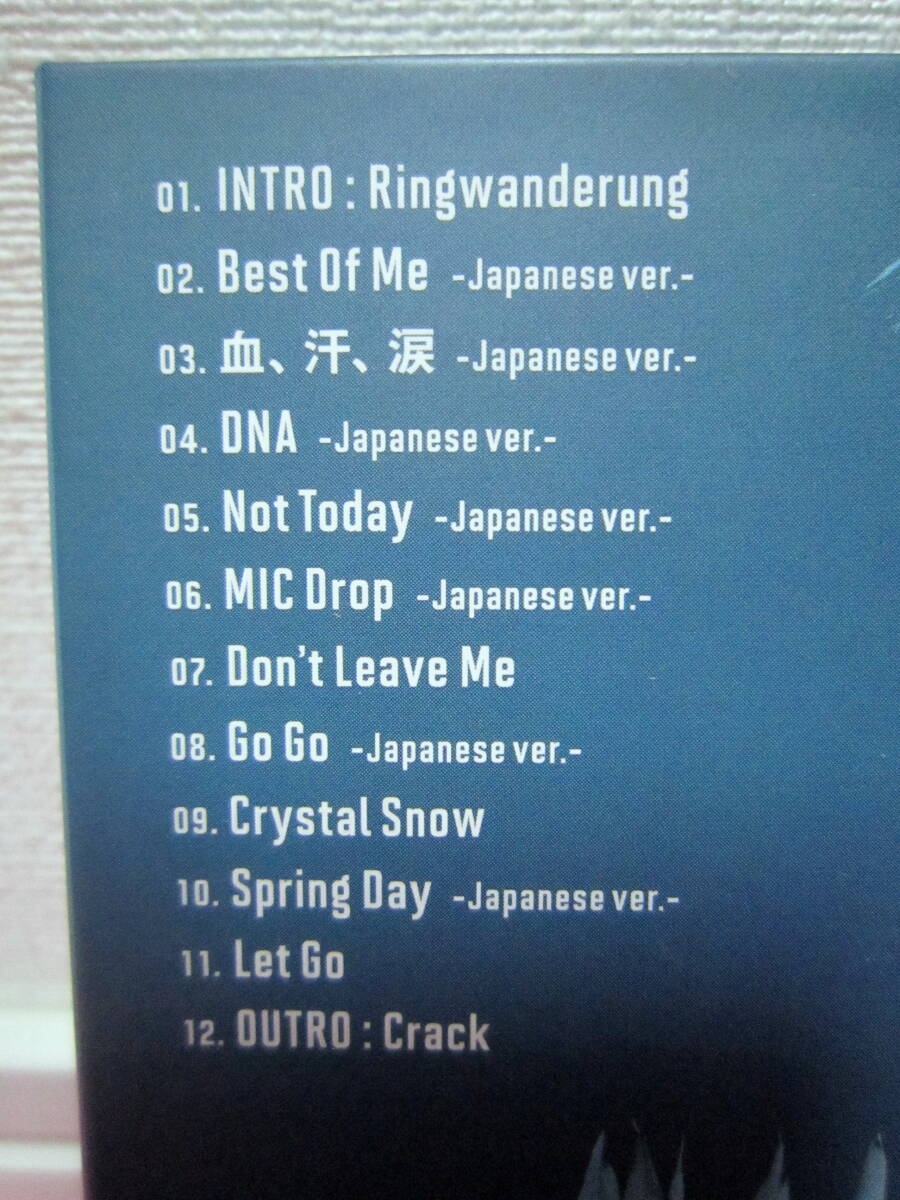 01. INTRO : Ringwanderung
02. Best Of Me -Japanese ver.-
03. 血、汗、涙 -Japanese ver.-
04. DNA -Japanese ver.-
05. Not Today -Japanese ver.-
06. MIC Drop -Japanese ver.-
07. Don't Leave Me
08. Go Go -Japanese ver.-
09. Crystal Snow
10. Spring Day -Japanese ver.-
11. Let Go
12. OUTRO : Crack